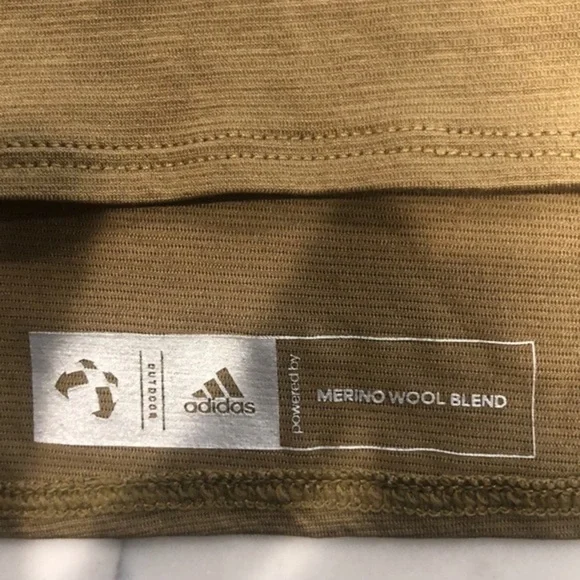 OUTDOOR
adidas
powered by
MERINO WOOL BLEND